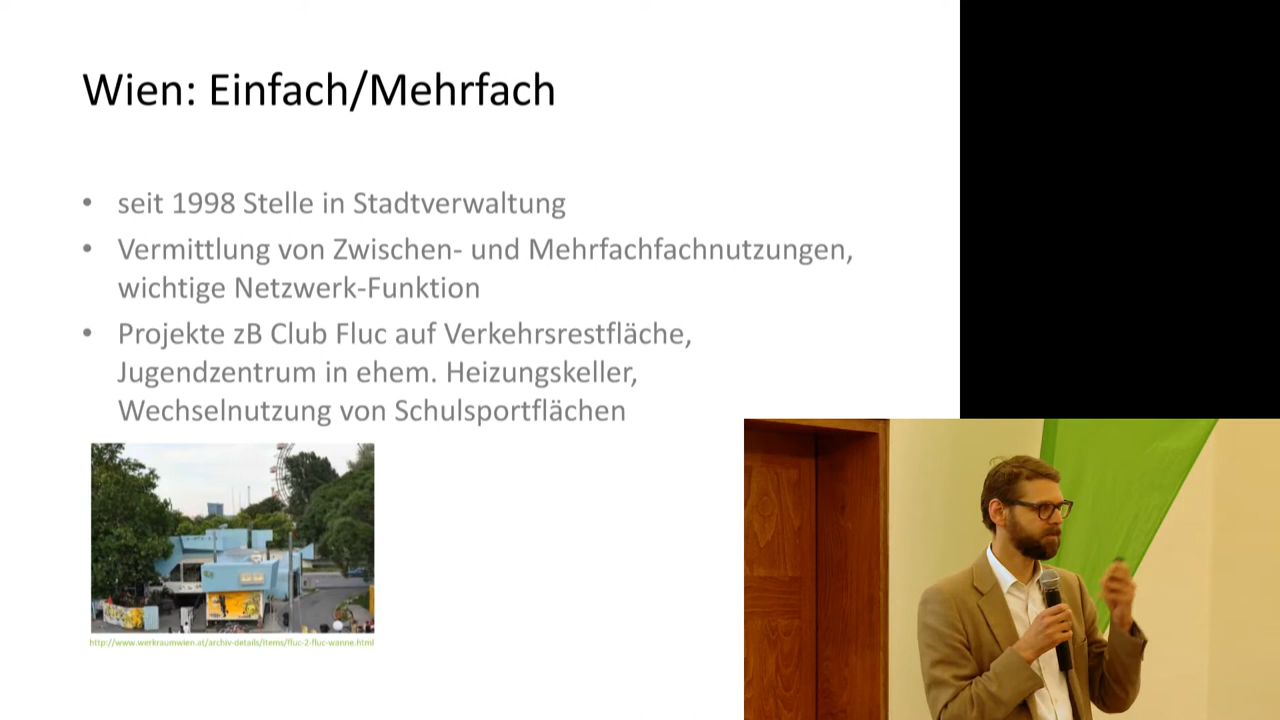 Wien: Einfach/Mehrfach
• seit 1998 Stelle in Stadtverwaltung
• Vermittlung von Zwischen- und Mehrfachfachnutzungen,
wichtige Netzwerk-Funktion
• Projekte zB Club Fluc auf Verkehrsrestfläche,
Jugendzentrum in ehem. Heizungskeller,
Wechselnutzung von Schulsportflächen
http://www.werkraumwien.at/archiv-details/items/fluc-2-fluc-wanne.html